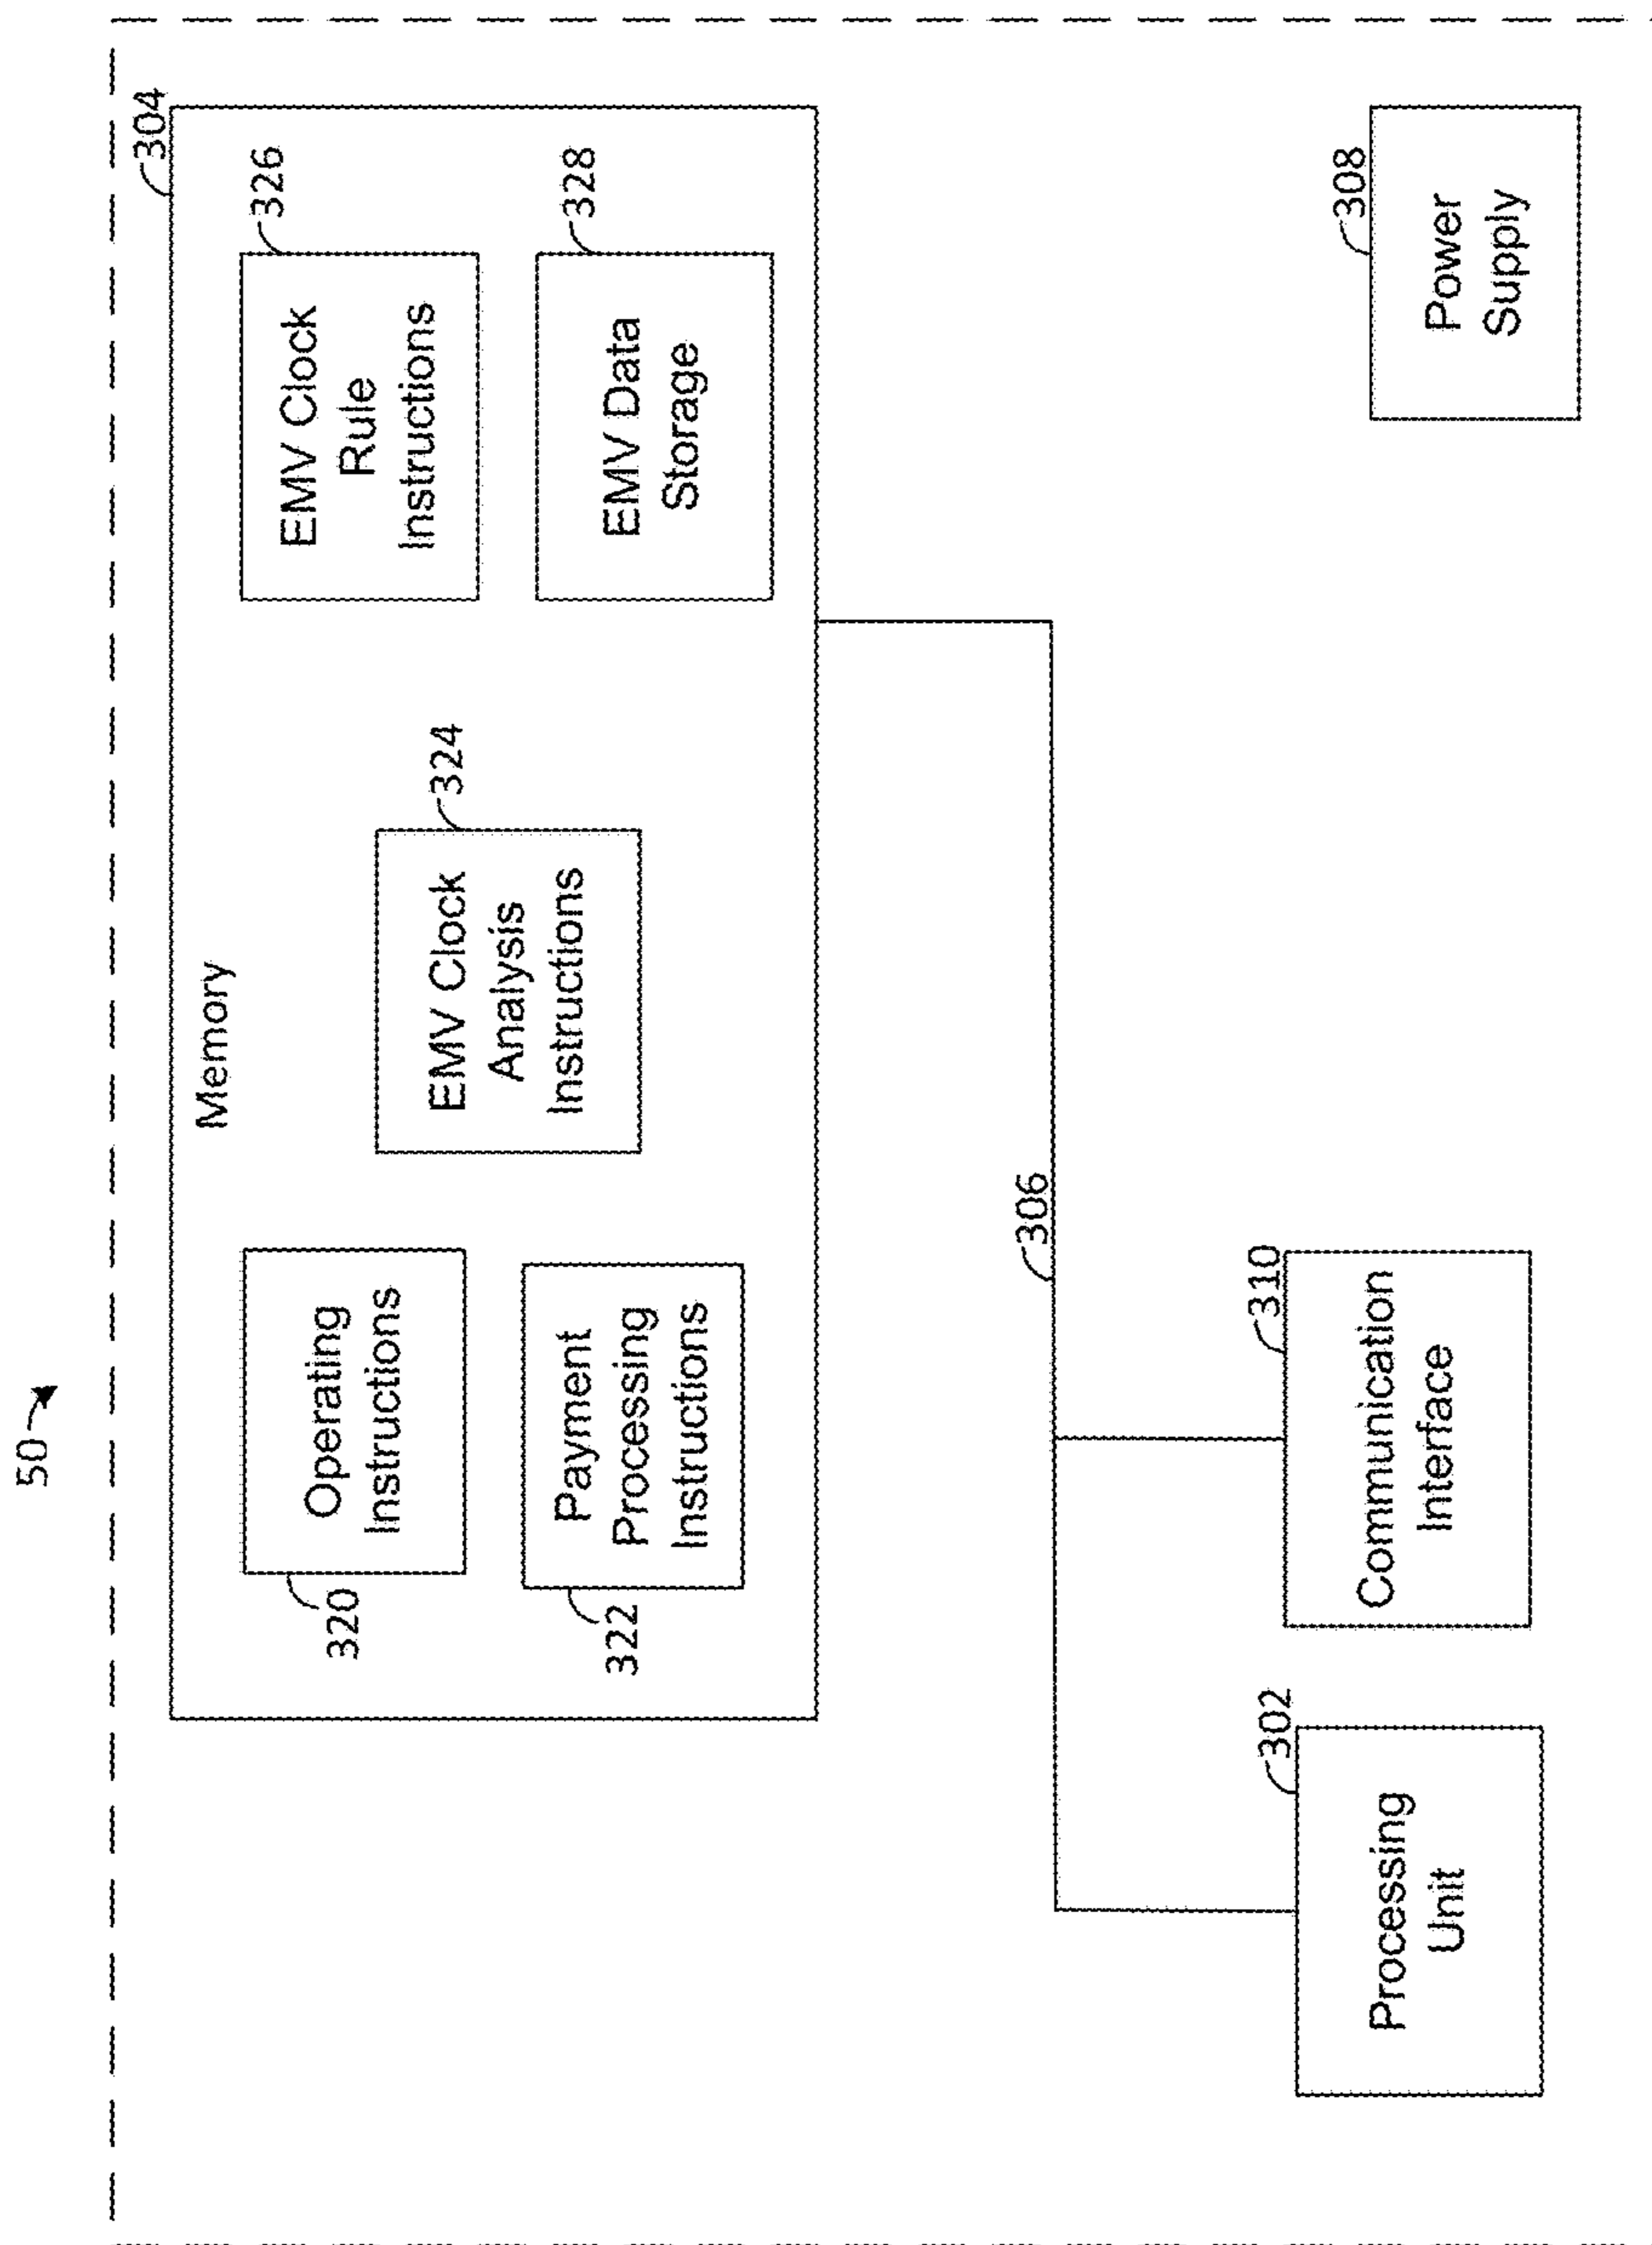 50
304
Memory
320
Operating
Instructions
322
Payment
Processing
Instructions
324
EMV Clock
Analysis
Instructions
326
EMV Clock
Rule
Instructions
328
EMV Data
Storage
306
302
Processing
Unit
310
Communication
Interface
308
Power
Supply